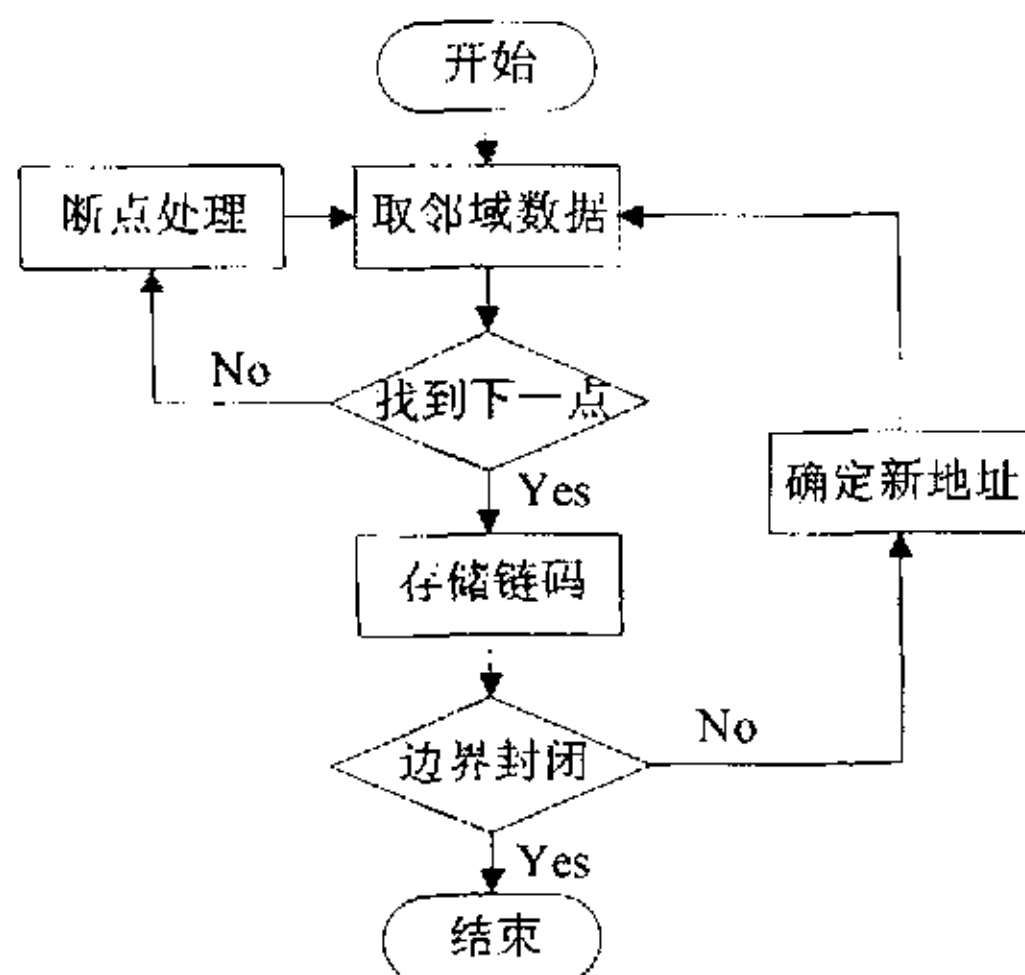 开始
断点处理
取邻域数据
No
找到下一点
Yes
确定新地址
存储链码
No
边界封闭
Yes
结束